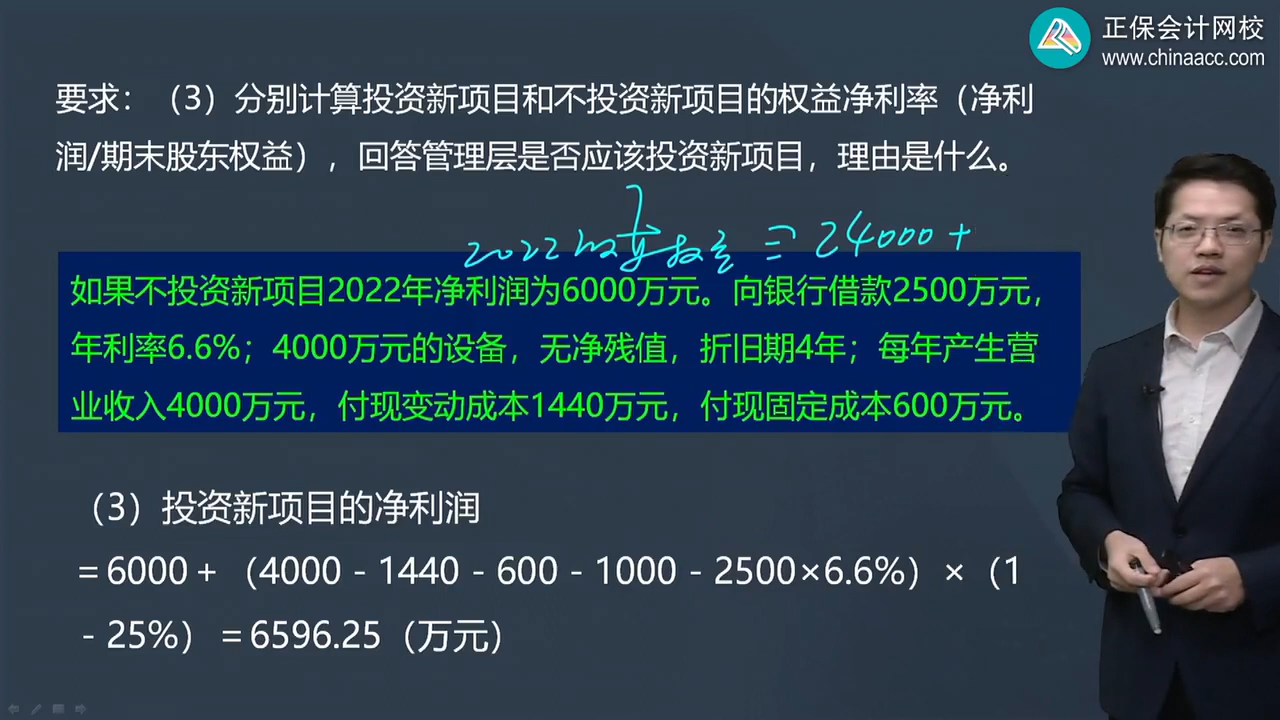 正保会计网校
www.chinaacc.com
要求：（3）分别计算投资新项目和不投资新项目的权益净利率（净利
润/期末股东权益），回答管理层是否应该投资新项目，理由是什么。
2022 24000+
如果不投资新项目2022年净利润为6000万元。向银行借款2500万元，
年利率6.6%；4000万元的设备，无净残值，折旧期4年；每年产生营
业收入4000万元，付现变动成本1440万元，付现固定成本600万元。
（3）投资新项目的净利润
＝6000＋（4000－1440－600－1000－2500×6.6%）×（1
－25%）＝6596.25（万元）